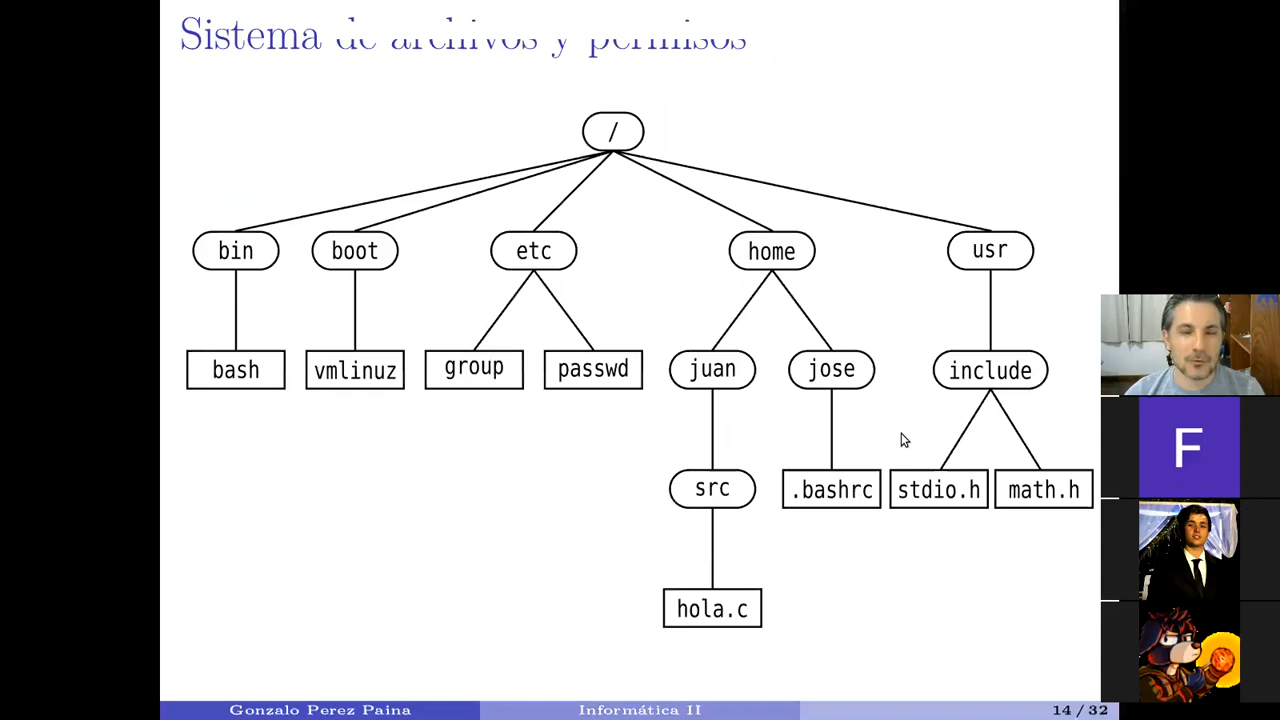 Sistema de archivos y permisos
/
bin boot etc home usr
bash vmlinuz group passwd juan jose include
src .bashrc stdio.h math.h
hola.c
F
Gonzalo Perez Paina Informática II 14 / 32